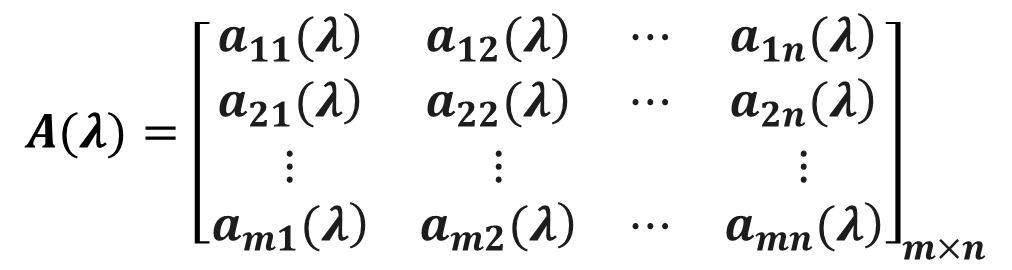 A(λ) = [ a₁₁(λ) a₁₂(λ) ⋯ a₁ₙ(λ)
a₂₁(λ) a₂₂(λ) ⋯ a₂ₙ(λ)
⋮ ⋮ ⋮
aₘ₁(λ) aₘ₂(λ) ⋯ aₘₙ(λ) ]ₘ×ₙ